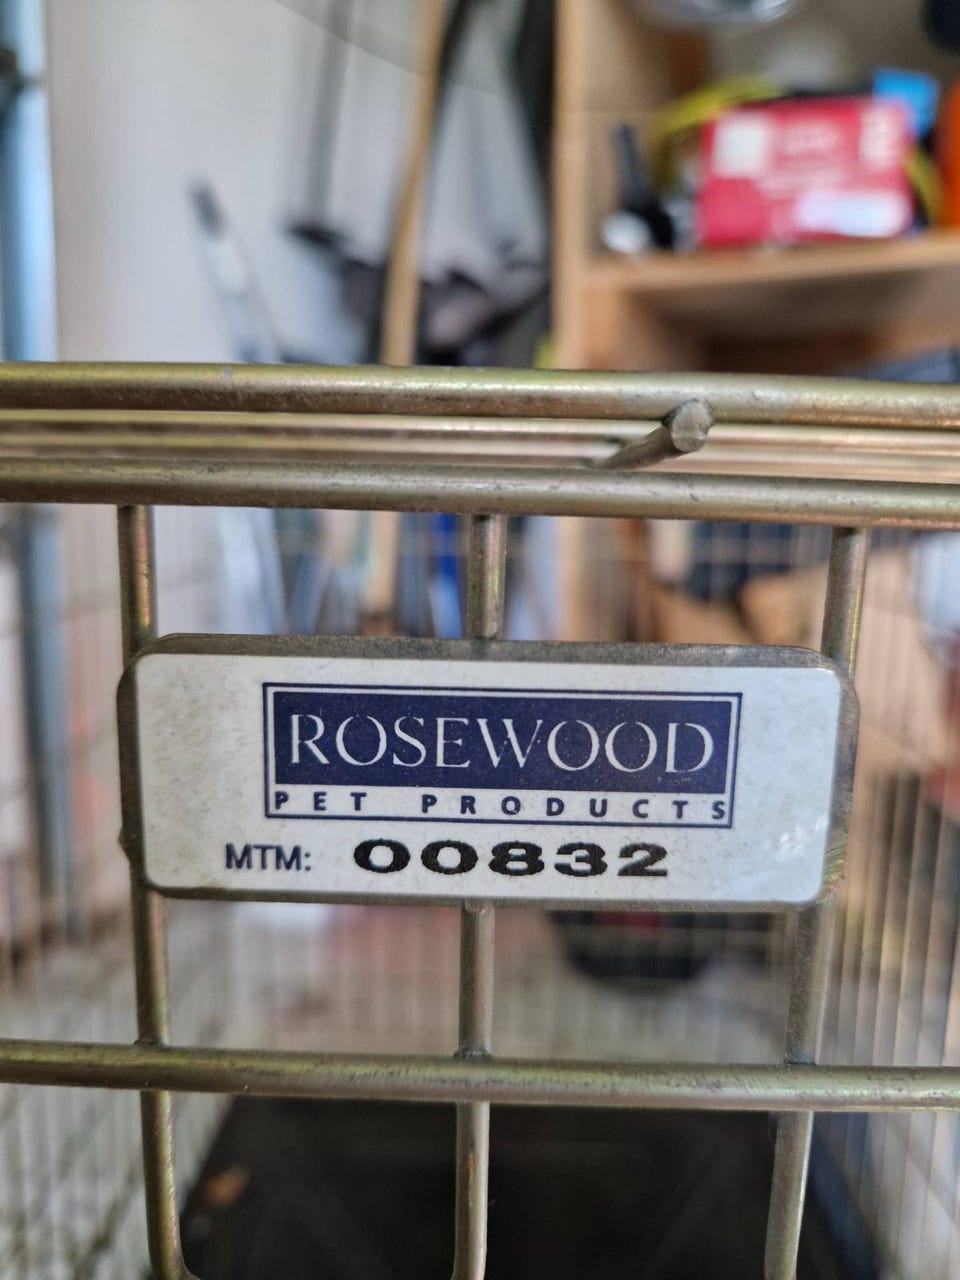 ROSEWOOD
PET PRODUCTS
MTM: 00832